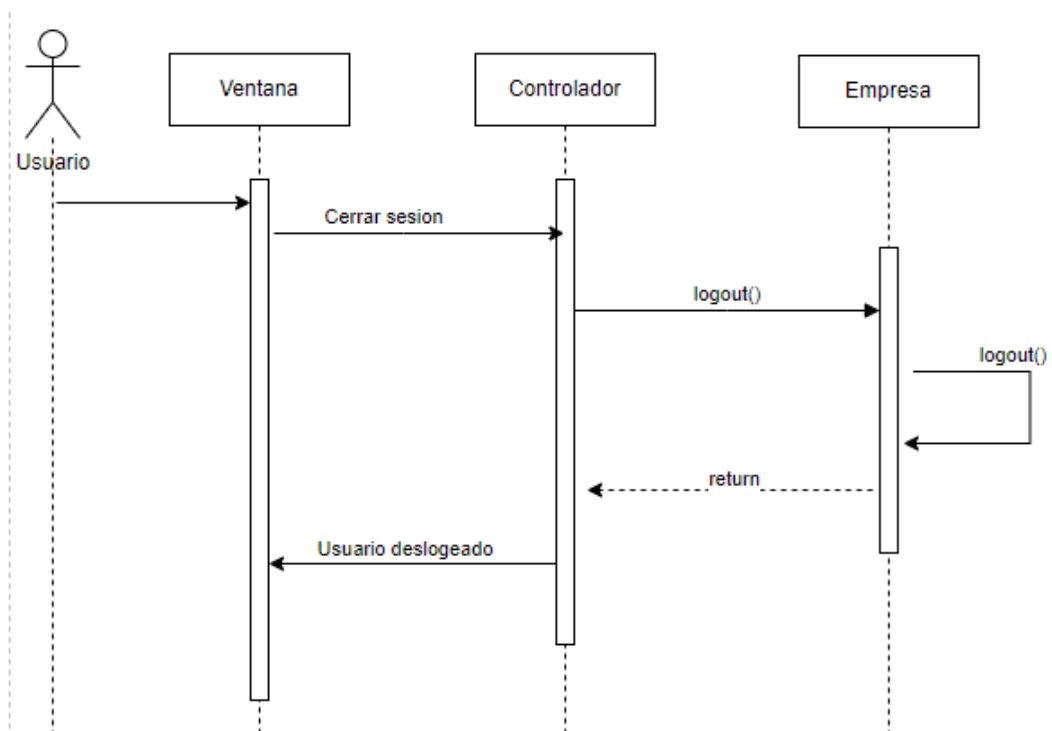 Ventana
Controlador
Empresa
Usuario
Cerrar sesion
logout()
logout()
return
Usuario deslogeado